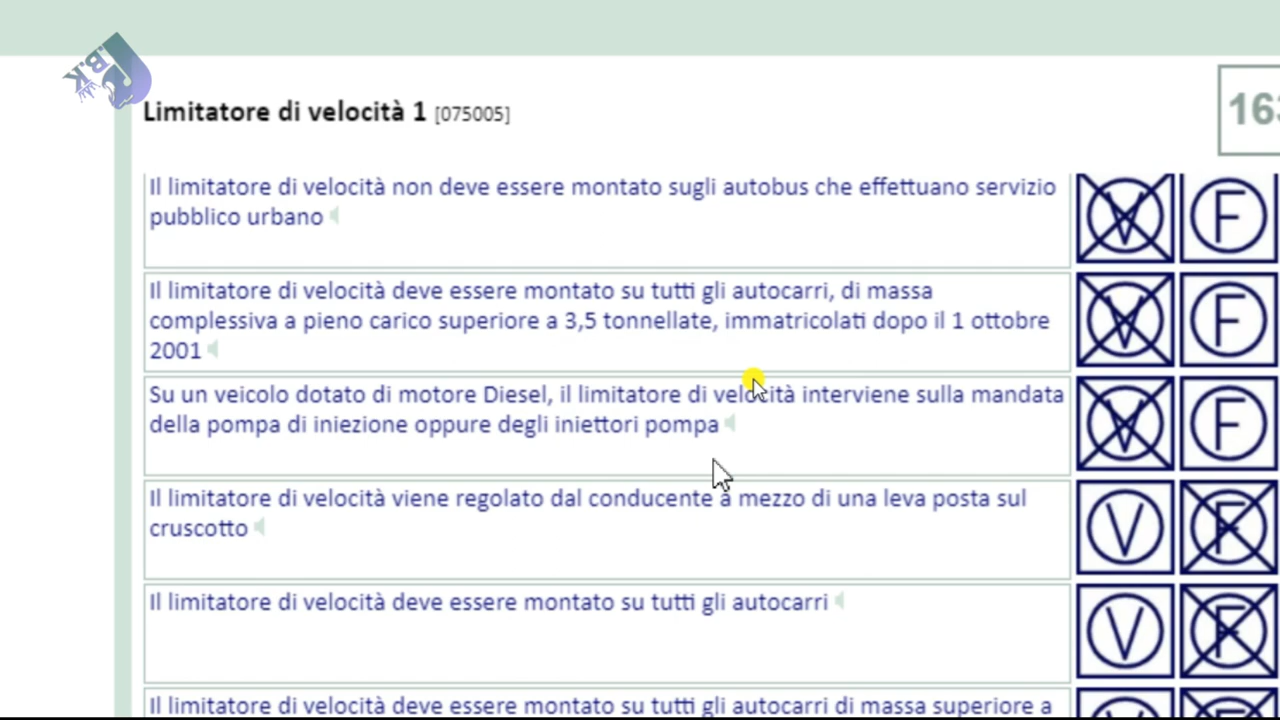 J.B.K
Limitatore di velocità 1 [075005]
163
Il limitatore di velocità non deve essere montato sugli autobus che effettuano servizio
pubblico urbano
V F
Il limitatore di velocità deve essere montato su tutti gli autocarri, di massa
complessiva a pieno carico superiore a 3,5 tonnellate, immatricolati dopo il 1 ottobre
2001
V F
Su un veicolo dotato di motore Diesel, il limitatore di velocità interviene sulla mandata
della pompa di iniezione oppure degli iniettori pompa
V F
Il limitatore di velocità viene regolato dal conducente a mezzo di una leva posta sul
cruscotto
V F
Il limitatore di velocità deve essere montato su tutti gli autocarri
V F
Il limitatore di velocità deve essere montato su tutti gli autocarri di massa superiore a